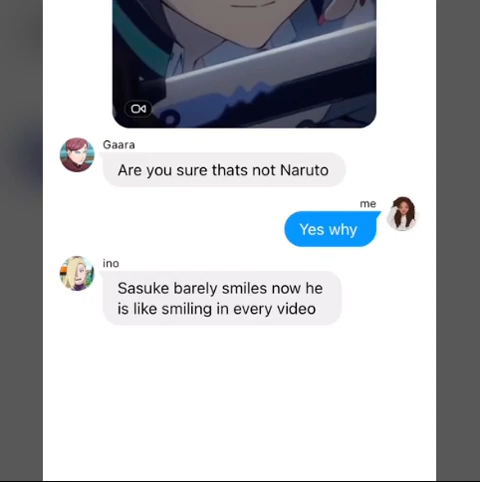 Gaara
Are you sure thats not Naruto
me
Yes why
ino
Sasuke barely smiles now he
is like smiling in every video